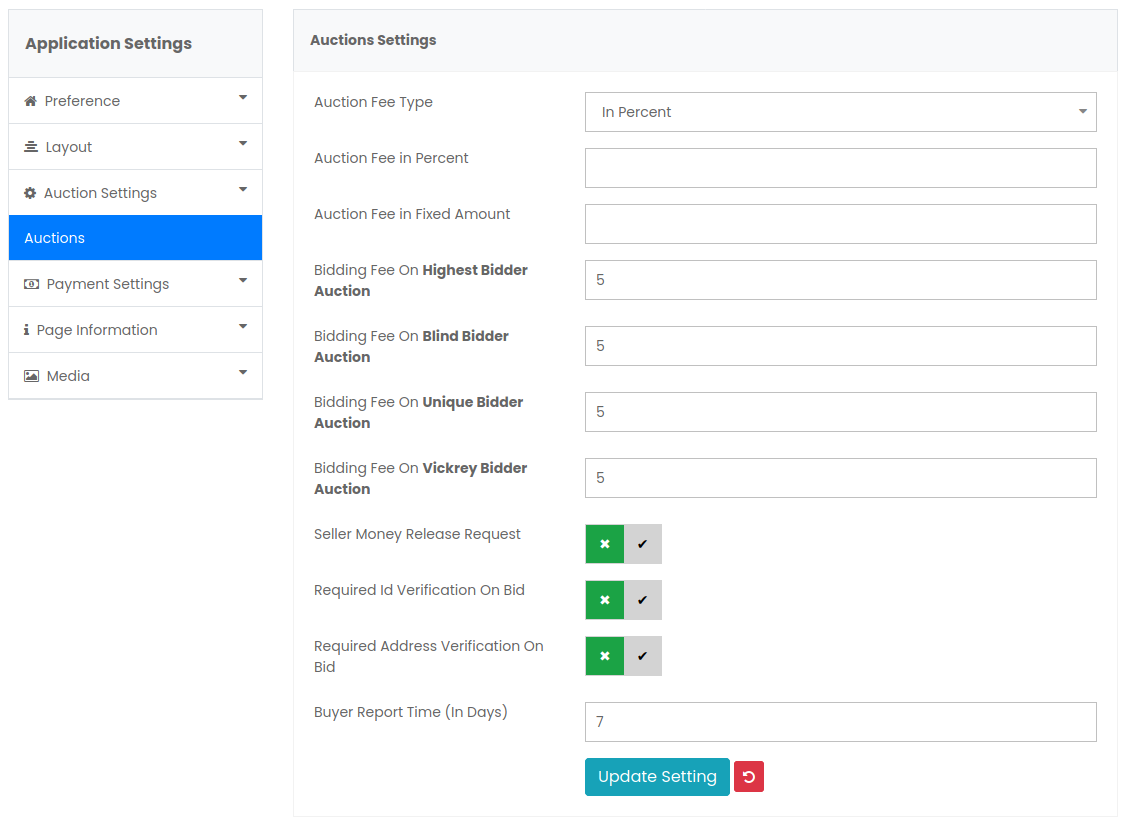 Application Settings
Preference
Layout
Auction Settings
Auctions
Payment Settings
Page Information
Media
Auctions Settings
Auction Fee Type
In Percent
Auction Fee in Percent
Auction Fee in Fixed Amount
Bidding Fee On Highest Bidder
Auction
5
Bidding Fee On Blind Bidder
Auction
5
Bidding Fee On Unique Bidder
Auction
5
Bidding Fee On Vickrey Bidder
Auction
5
Seller Money Release Request
Required Id Verification On Bid
Required Address Verification On
Bid
Buyer Report Time (In Days)
7
Update Setting